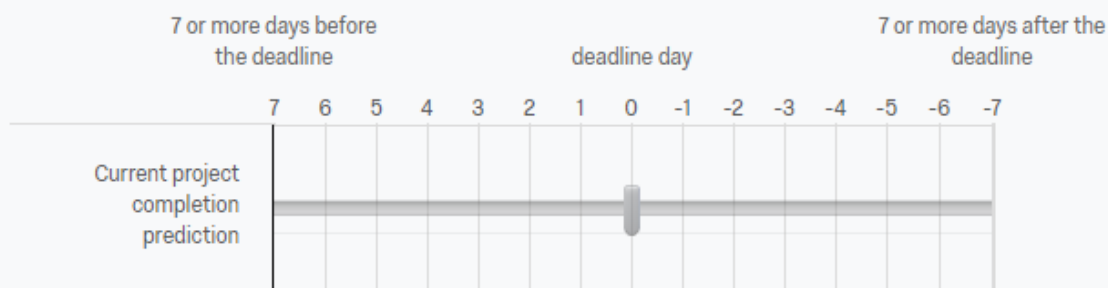 7 or more days before
the deadline
deadline day
7 or more days after the
deadline
7 6 5 4 3 2 1 0 -1 -2 -3 -4 -5 -6 -7
Current project
completion
prediction